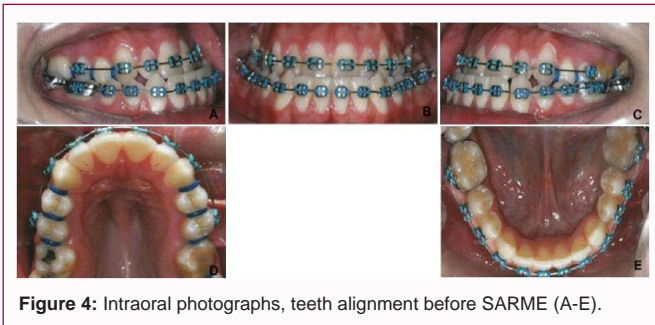 A
B
C
D
E
Figure 4: Intraoral photographs, teeth alignment before SARME (A-E).